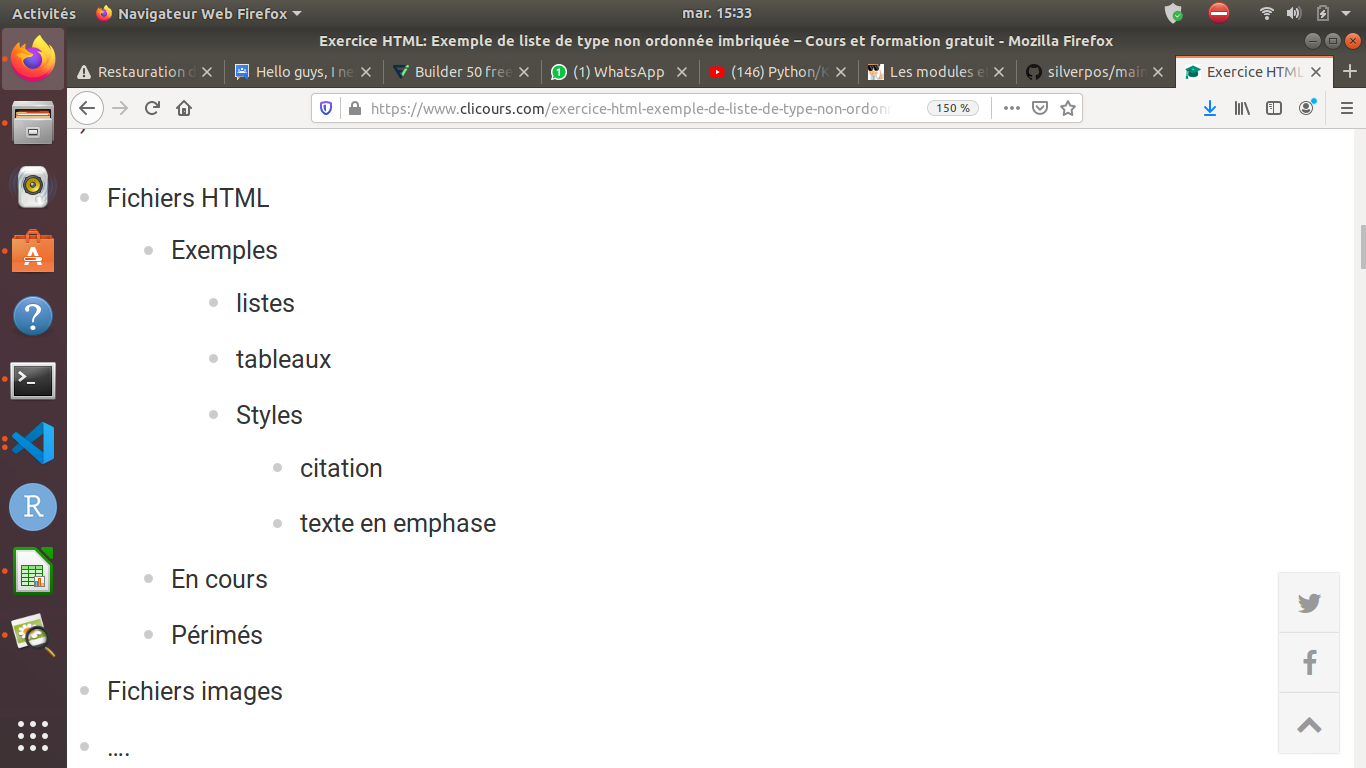 Activités Navigateur Web Firefox mar. 15:33
Exercice HTML: Exemple de liste de type non ordonnée imbriquée – Cours et formation gratuit - Mozilla Firefox
Restauration d Hello guys, I ne Builder 50 free (1) WhatsApp (146) Python/K Les modules et silverpos/main Exercice HTML
https://www.clicours.com/exercice-html-exemple-de-liste-de-type-non-ordonn 150 %
Fichiers HTML
Exemples
listes
tableaux
Styles
citation
texte en emphase
En cours
Périmés
Fichiers images
....